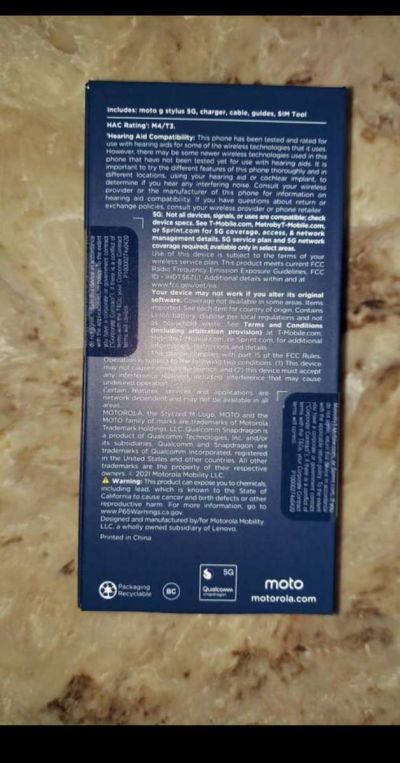 Includes: moto g stylus 5G, charger, cable, guides, SIM Tool
HAC Rating¹: M4/T3.
¹Hearing Aid Compatibility: This phone has been tested and rated for
use with hearing aids for some of the wireless technologies that it uses.
However, there may be some newer wireless technologies used in this
phone that have not been tested yet for use with hearing aids. It is
important to try the different features of this phone thoroughly and in
different locations, using your hearing aid or cochlear implant, to
determine if you hear any interfering noise. Consult your wireless
provider or the manufacturer of this phone for information on
hearing aid compatibility. If you have questions about return or
exchange policies, consult your wireless provider or phone retailer.
5G: Not all devices, signals, or uses are compatible; check
device specs. See T-Mobile.com, MetrobyT-Mobile.com,
or Sprint.com for 5G coverage, access, & network
management details. 5G service plan and 5G network
coverage required; available only in select areas.
Use of this device is subject to the terms of your
wireless service plan. This product meets current FCC
Radio Frequency Emission Exposure Guidelines, FCC
Additional details within and at
www.fcc.gov/oet/ea.
Your device may not work if you alter its original
software. Coverage not available in some areas. Items
imported. See each item for country of origin. Contains
battery, dispose per local regulations and not
as household waste. See Terms and Conditions
(including arbitration provision) at T-Mobile.com,
MetrobyT-Mobile.com, or Sprint.com, for additional
information, restrictions and details.
This phone complies with part 15 of the FCC Rules.
Operation is subject to the following two conditions: (1) This device
may not cause harmful interference, and (2) this device must accept
any interference received, including interference that may cause
undesired operation.
Certain features, services and applications are
network dependent and may not be available in all
areas.
MOTOROLA, the Stylized M Logo, MOTO and the
MOTO family of marks are trademarks of Motorola
Trademark Holdings, LLC. Qualcomm Snapdragon is
a product of Qualcomm Technologies, Inc. and/or
its subsidiaries. Qualcomm and Snapdragon are
trademarks of Qualcomm Incorporated, registered
in the United States and other countries. All other
trademarks are the property of their respective
owners. © 2021 Motorola Mobility LLC.
⚠ Warning: This product can expose you to chemicals,
including lead, which is known to the State of
California to cause cancer and birth defects or other
reproductive harm. For more information, go to
www.P65Warnings.ca.gov.
Designed and manufactured by/for Motorola Mobility
LLC, a wholly owned subsidiary of Lenovo.
Printed in China
Packaging
Recyclable
BC
5G
Qualcomm
snapdragon
moto
motorola.com